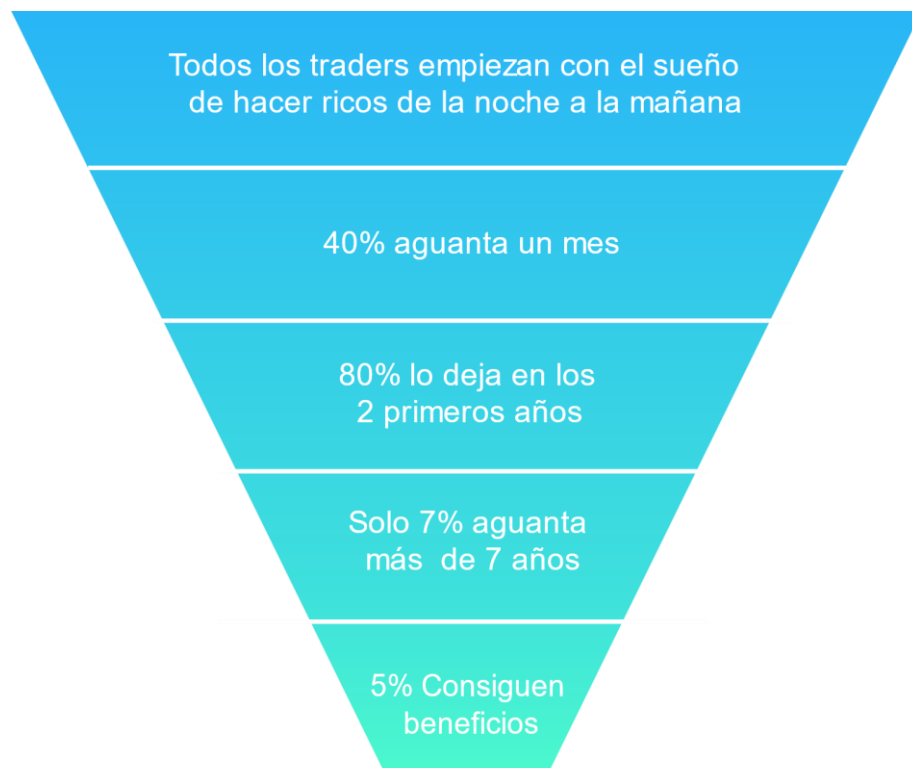 Todos los traders empiezan con el sueño
de hacer ricos de la noche a la mañana
40% aguanta un mes
80% lo deja en los
2 primeros años
Solo 7% aguanta
más de 7 años
5% Consiguen
beneficios